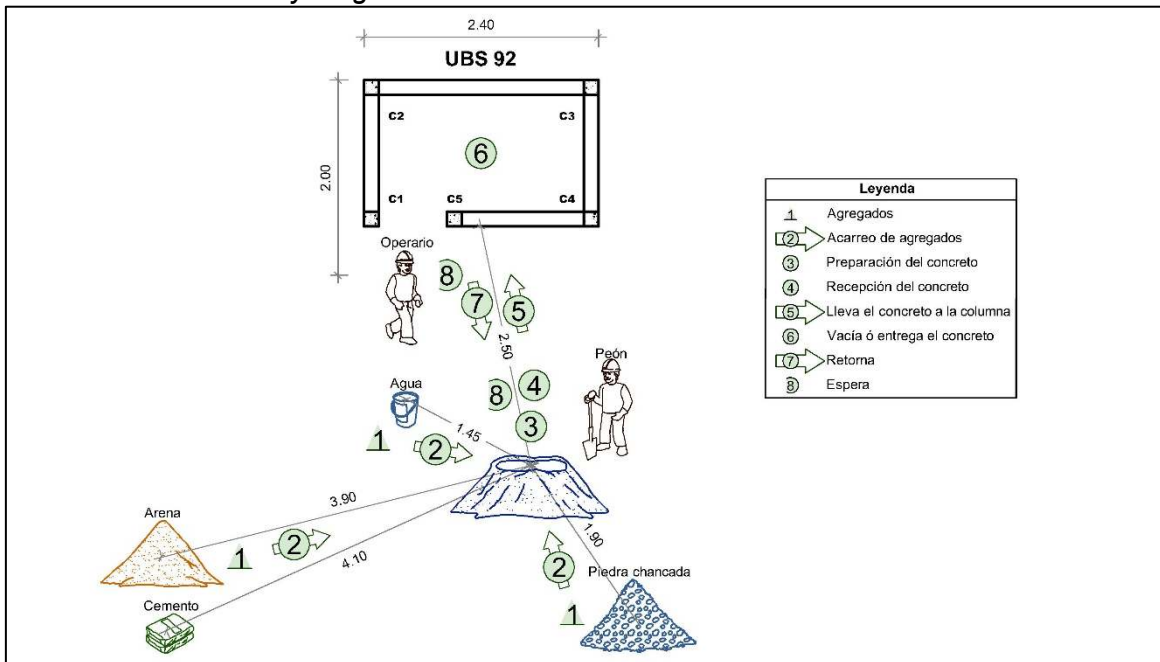 2.40
UBS 92
C2
C3
6
2.00
C1
C5
C4
Operario
8
7
5
2.50
Peón
8
4
Agua
3
1.45
1
2
3.90
Arena
1
2
4.10
1.90
2
Piedra chancada
Cemento
1
Leyenda
1 Agregados
2 Acarreo de agregados
3 Preparación del concreto
4 Recepción del concreto
5 Lleva el concreto a la columna
6 Vacía ó entrega el concreto
7 Retorna
8 Espera